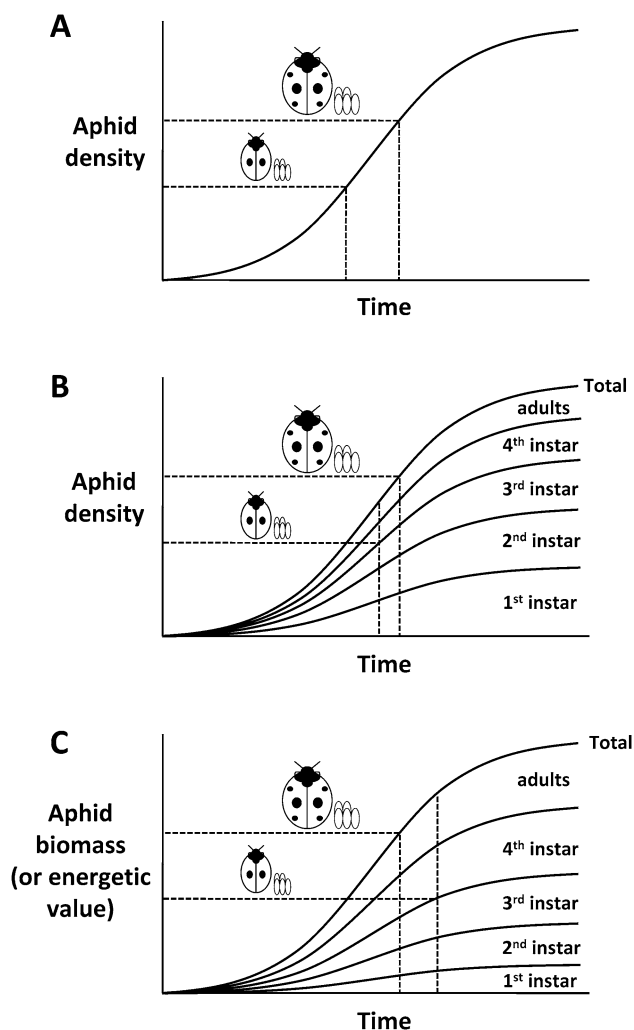 A
Aphid
density
Time
B
Total
adults
4th instar
3rd instar
2nd instar
1st instar
Aphid
density
Time
C
Total
adults
4th instar
3rd instar
2nd instar
1st instar
Aphid
biomass
(or energetic
value)
Time